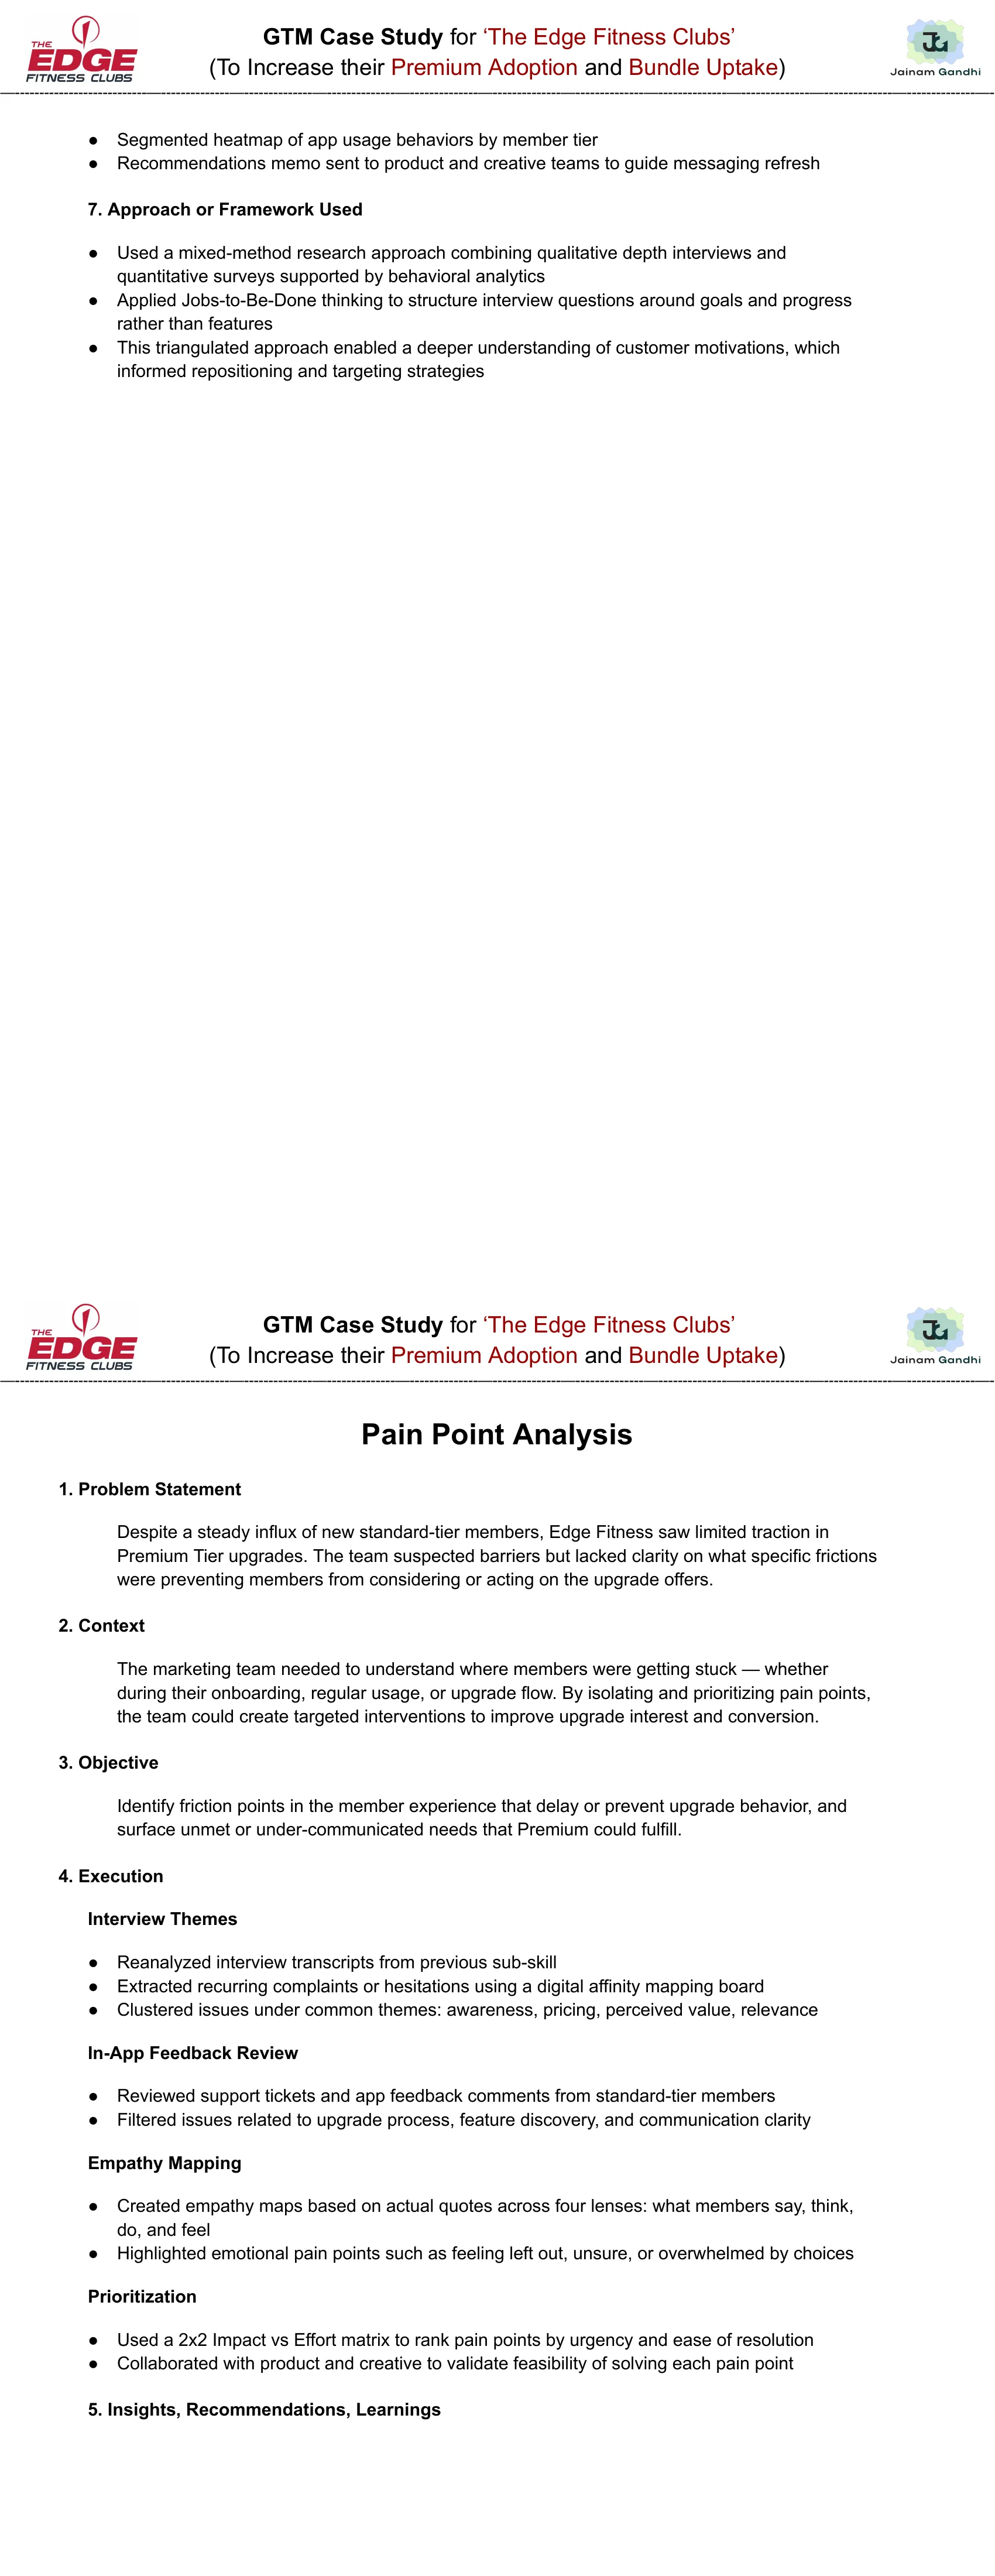 THE
EDGE
FITNESS CLUBS
GTM Case Study for ‘The Edge Fitness Clubs’
(To Increase their Premium Adoption and Bundle Uptake)
JG
Jainam Gandhi
● Segmented heatmap of app usage behaviors by member tier
● Recommendations memo sent to product and creative teams to guide messaging refresh
7. Approach or Framework Used
● Used a mixed-method research approach combining qualitative depth interviews and
quantitative surveys supported by behavioral analytics
● Applied Jobs-to-Be-Done thinking to structure interview questions around goals and progress
rather than features
● This triangulated approach enabled a deeper understanding of customer motivations, which
informed repositioning and targeting strategies
THE
EDGE
FITNESS CLUBS
GTM Case Study for ‘The Edge Fitness Clubs’
(To Increase their Premium Adoption and Bundle Uptake)
JG
Jainam Gandhi
Pain Point Analysis
1. Problem Statement
Despite a steady influx of new standard-tier members, Edge Fitness saw limited traction in
Premium Tier upgrades. The team suspected barriers but lacked clarity on what specific frictions
were preventing members from considering or acting on the upgrade offers.
2. Context
The marketing team needed to understand where members were getting stuck — whether
during their onboarding, regular usage, or upgrade flow. By isolating and prioritizing pain points,
the team could create targeted interventions to improve upgrade interest and conversion.
3. Objective
Identify friction points in the member experience that delay or prevent upgrade behavior, and
surface unmet or under-communicated needs that Premium could fulfill.
4. Execution
Interview Themes
● Reanalyzed interview transcripts from previous sub-skill
● Extracted recurring complaints or hesitations using a digital affinity mapping board
● Clustered issues under common themes: awareness, pricing, perceived value, relevance
In-App Feedback Review
● Reviewed support tickets and app feedback comments from standard-tier members
● Filtered issues related to upgrade process, feature discovery, and communication clarity
Empathy Mapping
● Created empathy maps based on actual quotes across four lenses: what members say, think,
do, and feel
● Highlighted emotional pain points such as feeling left out, unsure, or overwhelmed by choices
Prioritization
● Used a 2x2 Impact vs Effort matrix to rank pain points by urgency and ease of resolution
● Collaborated with product and creative to validate feasibility of solving each pain point
5. Insights, Recommendations, Learnings